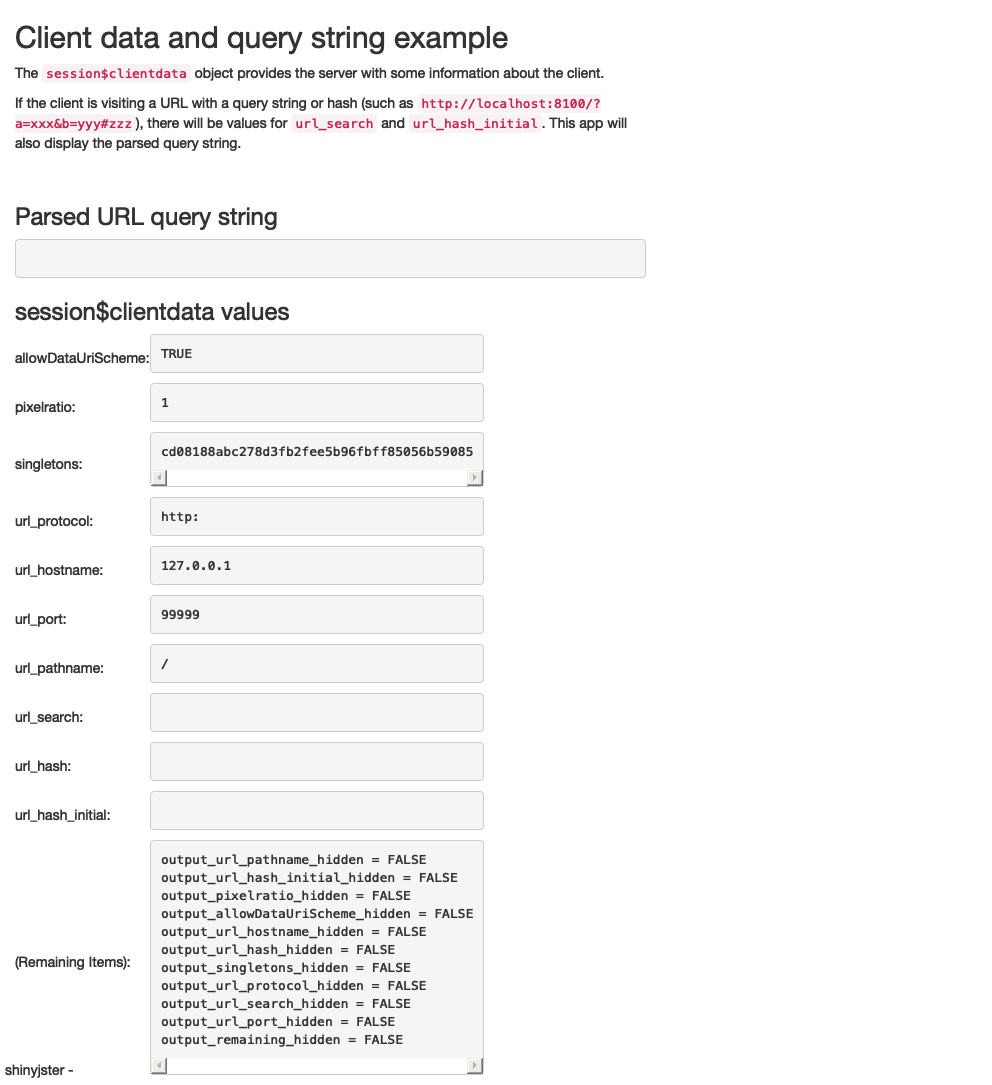 Client data and query string example
The session$clientdata object provides the server with some information about the client.
If the client is visiting a URL with a query string or hash (such as http://localhost:8100/?
a=xxx&b=yyy#zzz ), there will be values for url_search and url_hash_initial . This app will
also display the parsed query string.
Parsed URL query string
session$clientdata values
allowDataUriScheme: TRUE
pixelratio: 1
singletons: cd08188abc278d3fb2fee5b96fbff85056b59085
url_protocol: http:
url_hostname: 127.0.0.1
url_port: 99999
url_pathname: /
url_search:
url_hash:
url_hash_initial:
output_url_pathname_hidden = FALSE
output_url_hash_initial_hidden = FALSE
output_pixelratio_hidden = FALSE
output_allowDataUriScheme_hidden = FALSE
output_url_hostname_hidden = FALSE
output_url_hash_hidden = FALSE
(Remaining Items): output_singletons_hidden = FALSE
output_url_protocol_hidden = FALSE
output_url_search_hidden = FALSE
output_url_port_hidden = FALSE
output_remaining_hidden = FALSE
shinyjster -